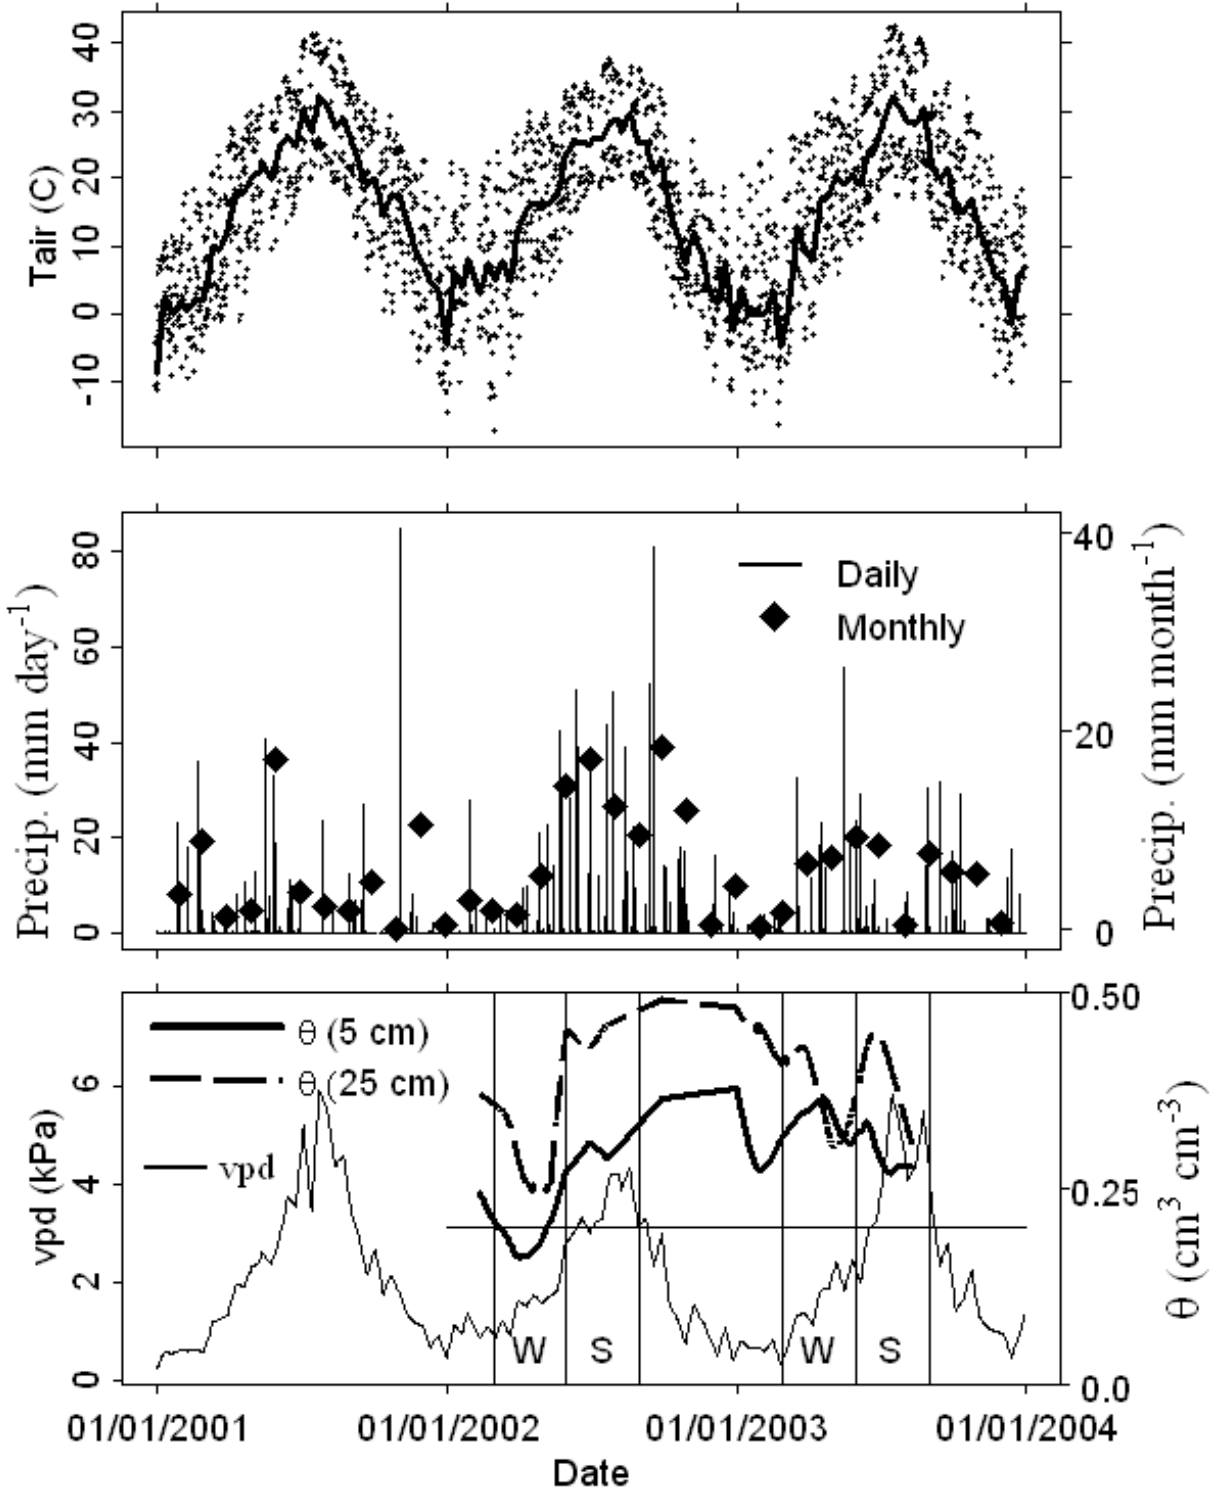 Tair (C)
40
30
20
10
0
-10
Precip. (mm day-1)
80
60
40
20
0
Daily
Monthly
40
20
0
Precip. (mm month-1)
vpd (kPa)
6
4
2
0
θ (5 cm)
θ (25 cm)
vpd
W S W S
0.50
0.25
0.0
θ (cm3 cm-3)
01/01/2001 01/01/2002 01/01/2003 01/01/2004
Date